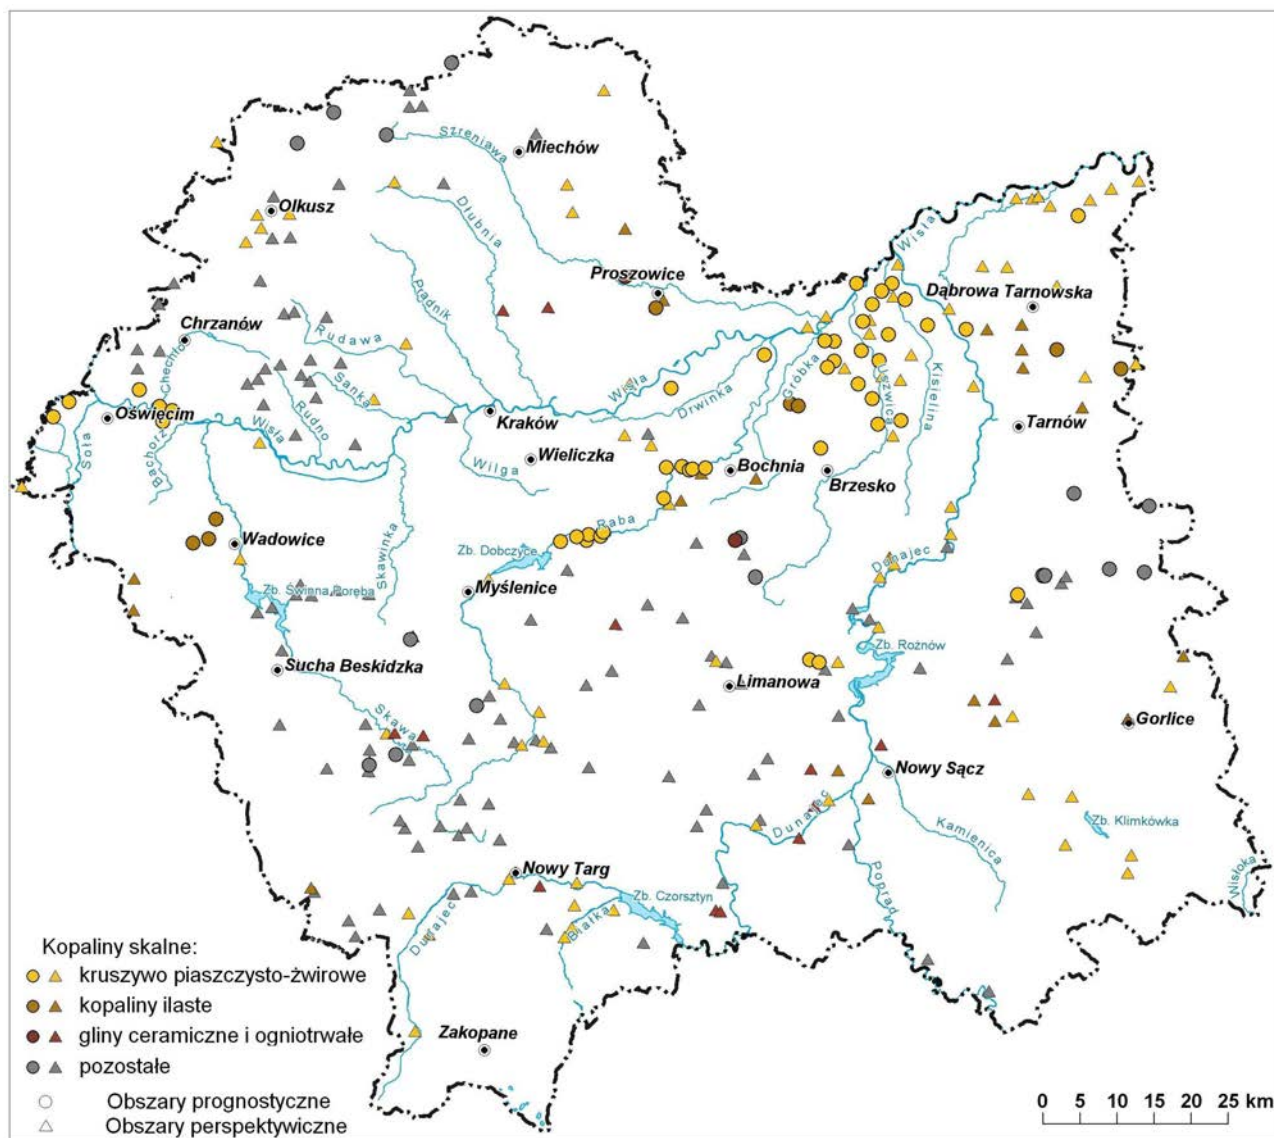 Szreniawa
Miechów
Olkusz
Dłubnia
Wisła
Proszowice
Prądnik
Dąbrowa Tarnowska
Chrzanów
Rudawa
Chechło
Gróbka
Uszwica
Kisielina
Sanka
Wisła
Drwinka
Oświęcim
Rudno
Kraków
Tarnów
Wisła
Soła
Bachorz
Wieliczka
Wilga
Bochnia
Brzesko
Raba
Wadowice
Skawinka
Zb. Dobczyce
Dunajec
Zb. Świnna Poręba
Myślenice
Zb. Rożnów
Sucha Beskidzka
Limanowa
Skawa
Gorlice
Nowy Sącz
Dunajec
Kamienica
Zb. Klimkówka
Nowy Targ
Poprad
Wisłoka
Zb. Czorsztyn
Dunajec
Białka
Zakopane
Kopaliny skalne:
kruszywo piaszczysto-żwirowe
kopaliny ilaste
gliny ceramiczne i ogniotrwałe
pozostałe
Obszary prognostyczne
Obszary perspektywiczne
0 5 10 15 20 25 km